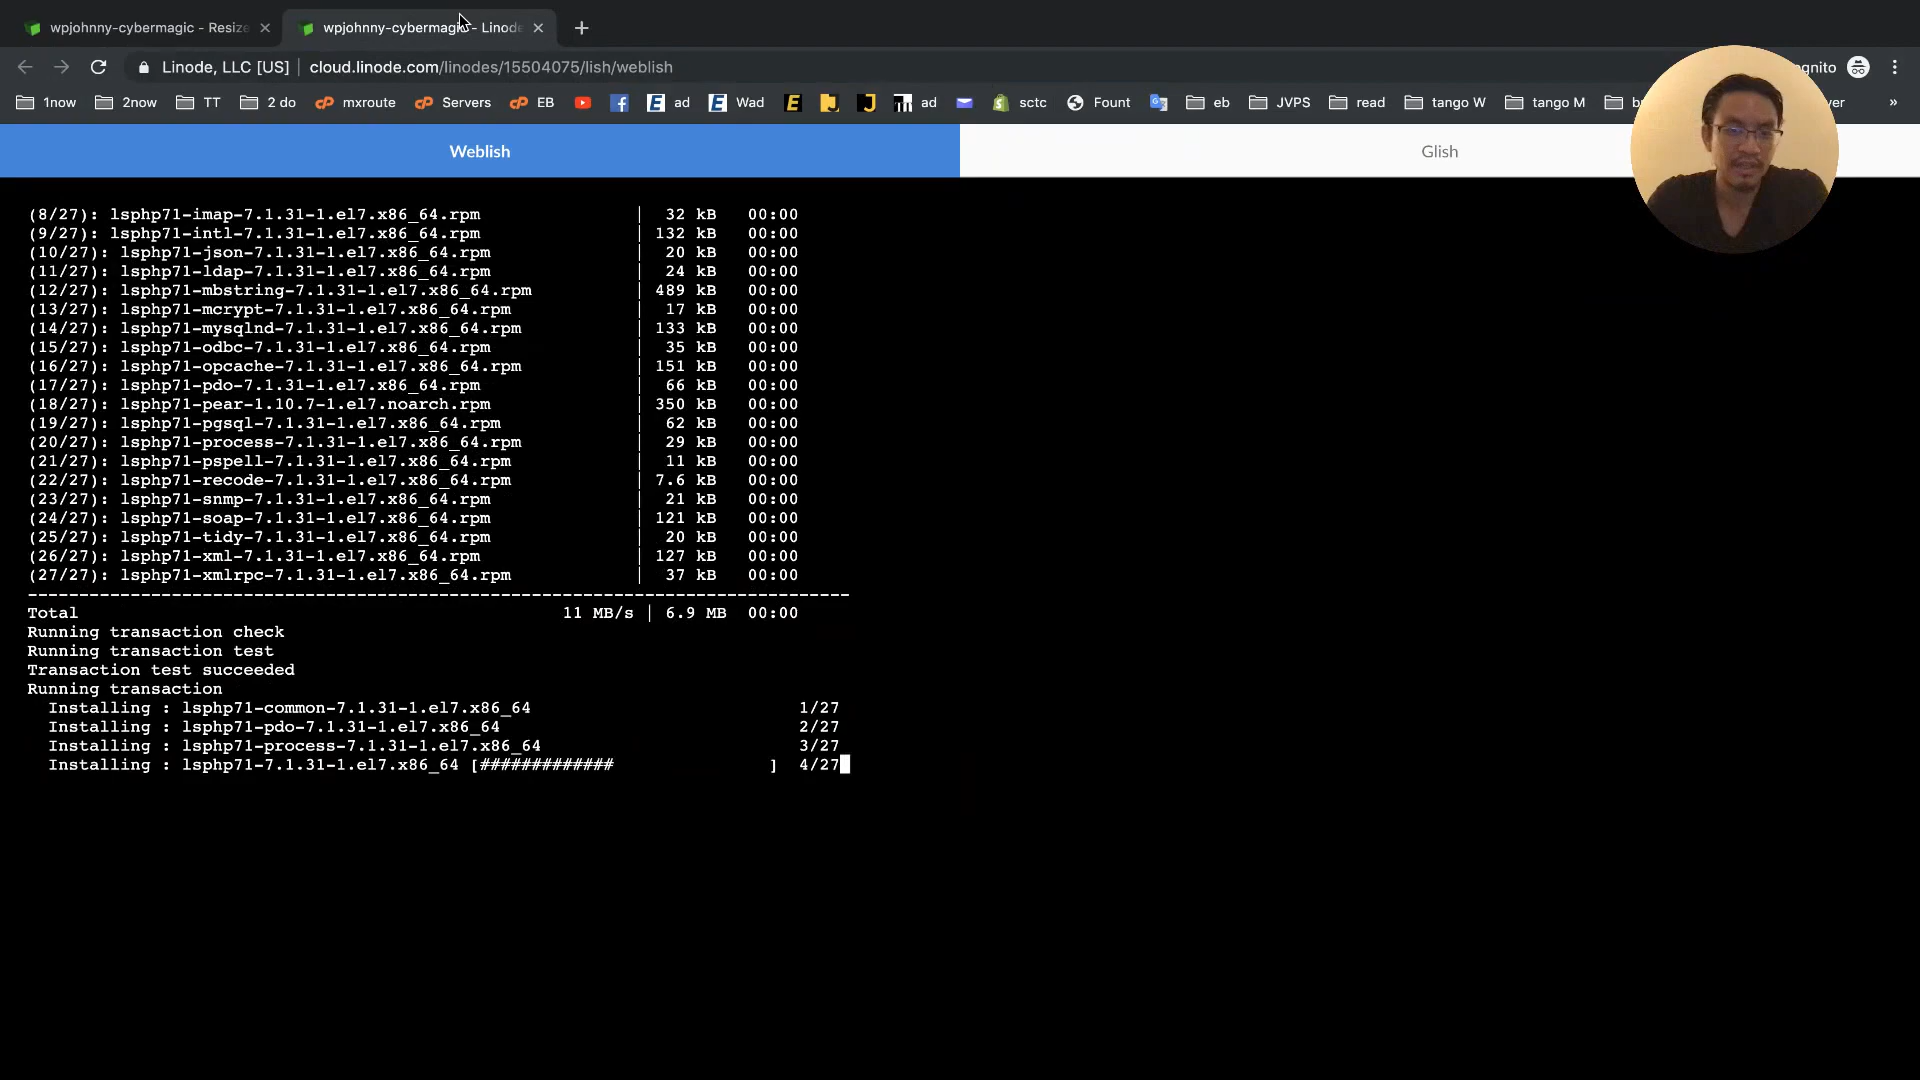 wpjohnny-cybermagic - Resize
wpjohnny-cybermagic - Linode
Linode, LLC [US] | cloud.linode.com/linodes/15504075/lish/weblish
1now 2now TT 2 do mxroute Servers EB ad Wad ad sctc Fount eb JVPS read tango W tango M
Weblish
Glish
(8/27): lsphp71-imap-7.1.31-1.el7.x86_64.rpm | 32 kB 00:00
(9/27): lsphp71-intl-7.1.31-1.el7.x86_64.rpm | 132 kB 00:00
(10/27): lsphp71-json-7.1.31-1.el7.x86_64.rpm | 20 kB 00:00
(11/27): lsphp71-ldap-7.1.31-1.el7.x86_64.rpm | 24 kB 00:00
(12/27): lsphp71-mbstring-7.1.31-1.el7.x86_64.rpm | 489 kB 00:00
(13/27): lsphp71-mcrypt-7.1.31-1.el7.x86_64.rpm | 17 kB 00:00
(14/27): lsphp71-mysqlnd-7.1.31-1.el7.x86_64.rpm | 133 kB 00:00
(15/27): lsphp71-odbc-7.1.31-1.el7.x86_64.rpm | 35 kB 00:00
(16/27): lsphp71-opcache-7.1.31-1.el7.x86_64.rpm | 151 kB 00:00
(17/27): lsphp71-pdo-7.1.31-1.el7.x86_64.rpm | 66 kB 00:00
(18/27): lsphp71-pear-1.10.7-1.el7.noarch.rpm | 350 kB 00:00
(19/27): lsphp71-pgsql-7.1.31-1.el7.x86_64.rpm | 62 kB 00:00
(20/27): lsphp71-process-7.1.31-1.el7.x86_64.rpm | 29 kB 00:00
(21/27): lsphp71-pspell-7.1.31-1.el7.x86_64.rpm | 11 kB 00:00
(22/27): lsphp71-recode-7.1.31-1.el7.x86_64.rpm | 7.6 kB 00:00
(23/27): lsphp71-snmp-7.1.31-1.el7.x86_64.rpm | 21 kB 00:00
(24/27): lsphp71-soap-7.1.31-1.el7.x86_64.rpm | 121 kB 00:00
(25/27): lsphp71-tidy-7.1.31-1.el7.x86_64.rpm | 20 kB 00:00
(26/27): lsphp71-xml-7.1.31-1.el7.x86_64.rpm | 127 kB 00:00
(27/27): lsphp71-xmlrpc-7.1.31-1.el7.x86_64.rpm | 37 kB 00:00
--------------------------------------------------------------------------------
Total 11 MB/s | 6.9 MB 00:00
Running transaction check
Running transaction test
Transaction test succeeded
Running transaction
Installing : lsphp71-common-7.1.31-1.el7.x86_64 1/27
Installing : lsphp71-pdo-7.1.31-1.el7.x86_64 2/27
Installing : lsphp71-process-7.1.31-1.el7.x86_64 3/27
Installing : lsphp71-7.1.31-1.el7.x86_64 [############# ] 4/27